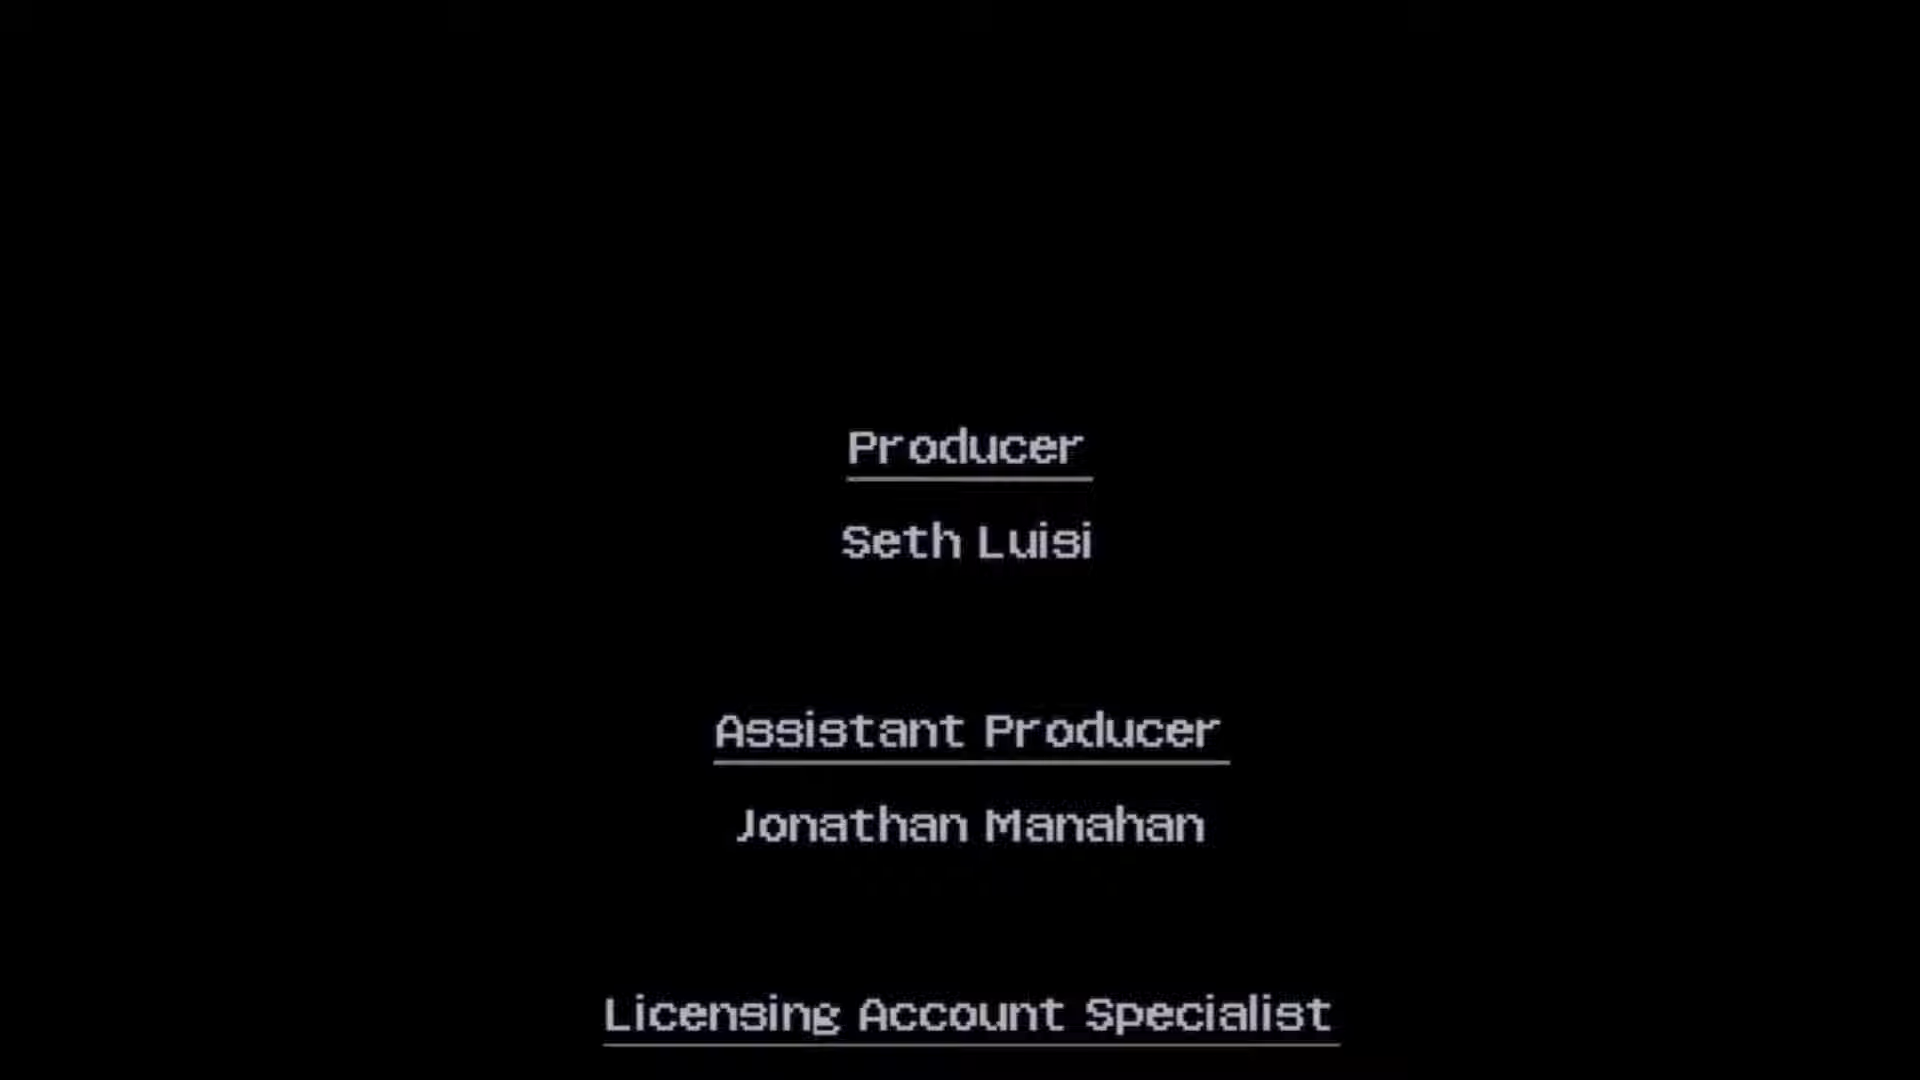 Producer
Seth Luisi
Assistant Producer
Jonathan Manahan
Licensing Account Specialist